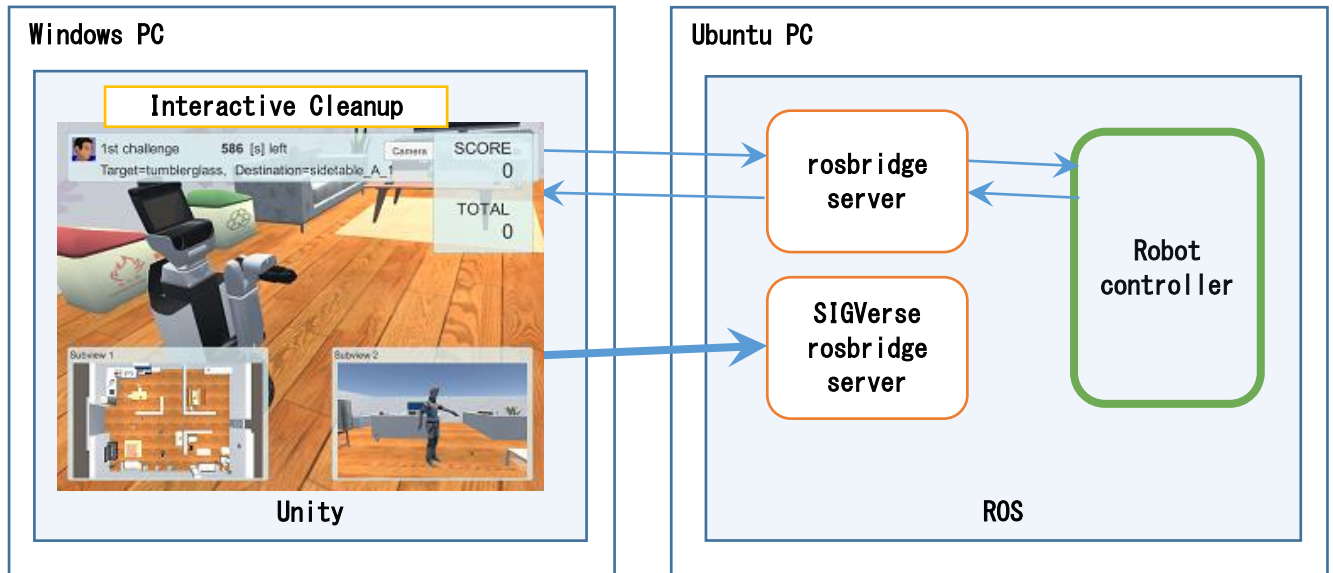 Windows PC
Interactive Cleanup
1st challenge 586 [s] left
Camera
SCORE
0
Target=tumblerglass, Destination=sidetable_A_1
TOTAL
0
Subview 1
Subview 2
Unity
Ubuntu PC
rosbridge
server
SIGVerse
rosbridge
server
Robot
controller
ROS